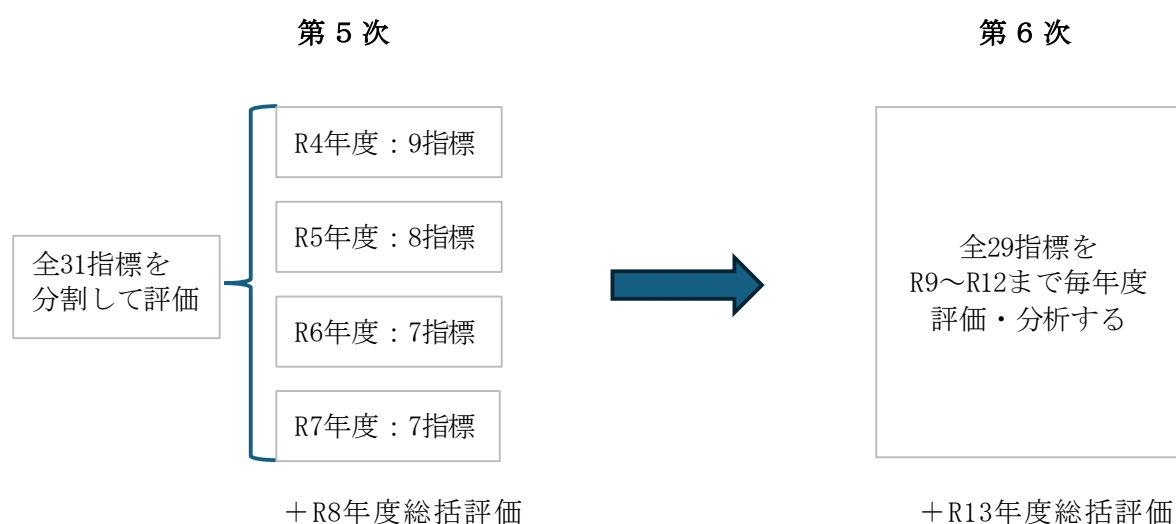 第５次
全31指標を
分割して評価
R4年度：9指標
R5年度：8指標
R6年度：7指標
R7年度：7指標
＋R8年度総括評価
第６次
全29指標を
R9～R12まで毎年度
評価・分析する
＋R13年度総括評価